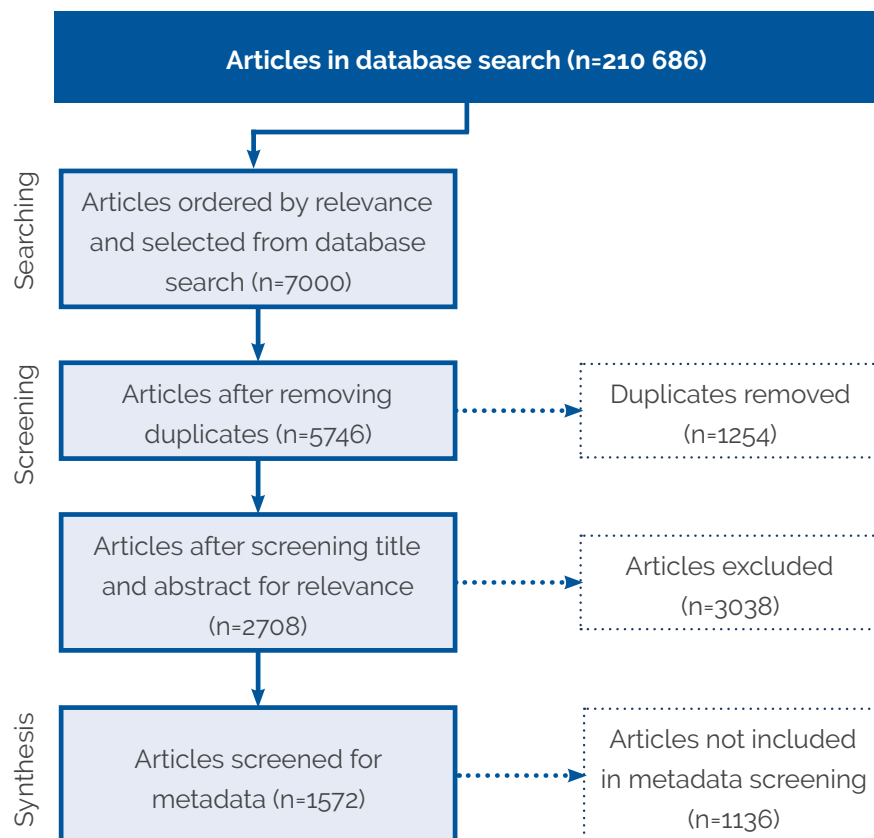 Articles in database search (n=210 686)
Searching
Articles ordered by relevance
and selected from database
search (n=7000)
Screening
Articles after removing
duplicates (n=5746)
Duplicates removed
(n=1254)
Articles after screening title
and abstract for relevance
(n=2708)
Articles excluded
(n=3038)
Synthesis
Articles screened for
metadata (n=1572)
Articles not included
in metadata screening
(n=1136)